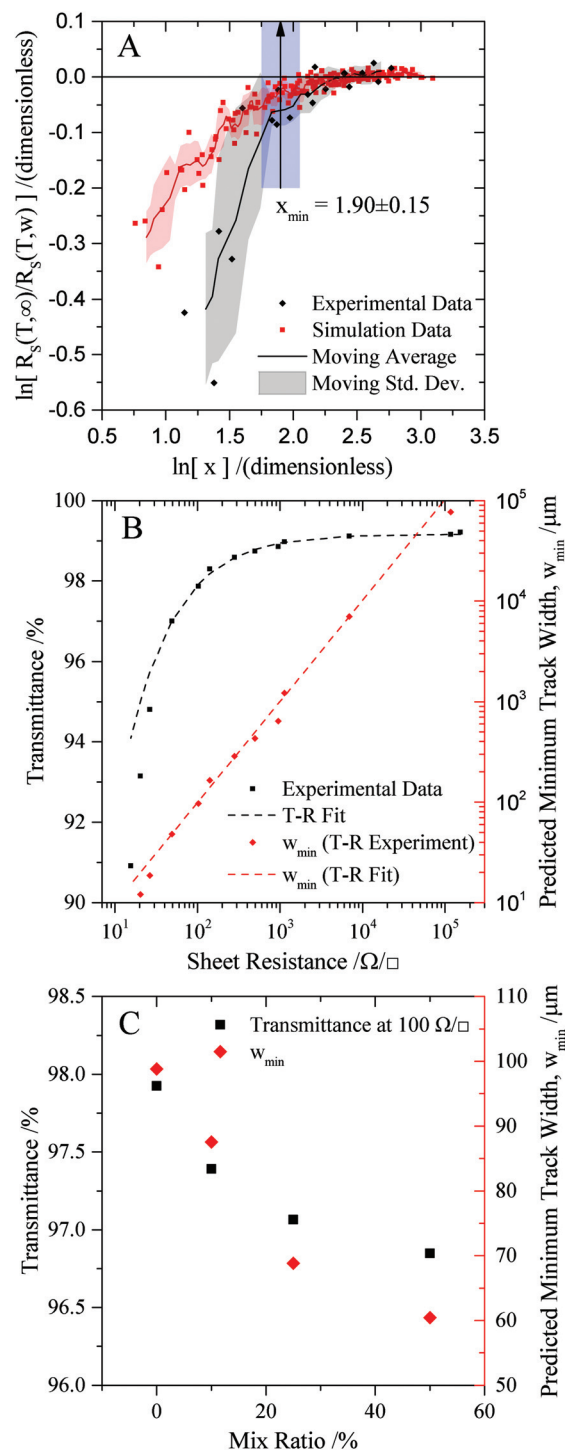 A
ln[ R_S(T,∞)/R_S(T,w) ] /(dimensionless)
0.1
0.0
-0.1
-0.2
-0.3
-0.4
-0.5
-0.6
x_min = 1.90±0.15
Experimental Data
Simulation Data
Moving Average
Moving Std. Dev.
0.5 1.0 1.5 2.0 2.5 3.0 3.5
ln[ x ] /(dimensionless)
B
Transmittance /%
100
98
96
94
92
90
Experimental Data
T-R Fit
w_min (T-R Experiment)
w_min (T-R Fit)
10^5
10^4
10^3
10^2
10^1
Predicted Minimum Track Width, w_min /µm
10^1 10^2 10^3 10^4 10^5
Sheet Resistance /Ω/□
C
Transmittance /%
98.5
98.0
97.5
97.0
96.5
96.0
Transmittance at 100 Ω/□
w_min
110
100
90
80
70
60
50
Predicted Minimum Track Width, w_min /µm
0 20 40 60
Mix Ratio /%